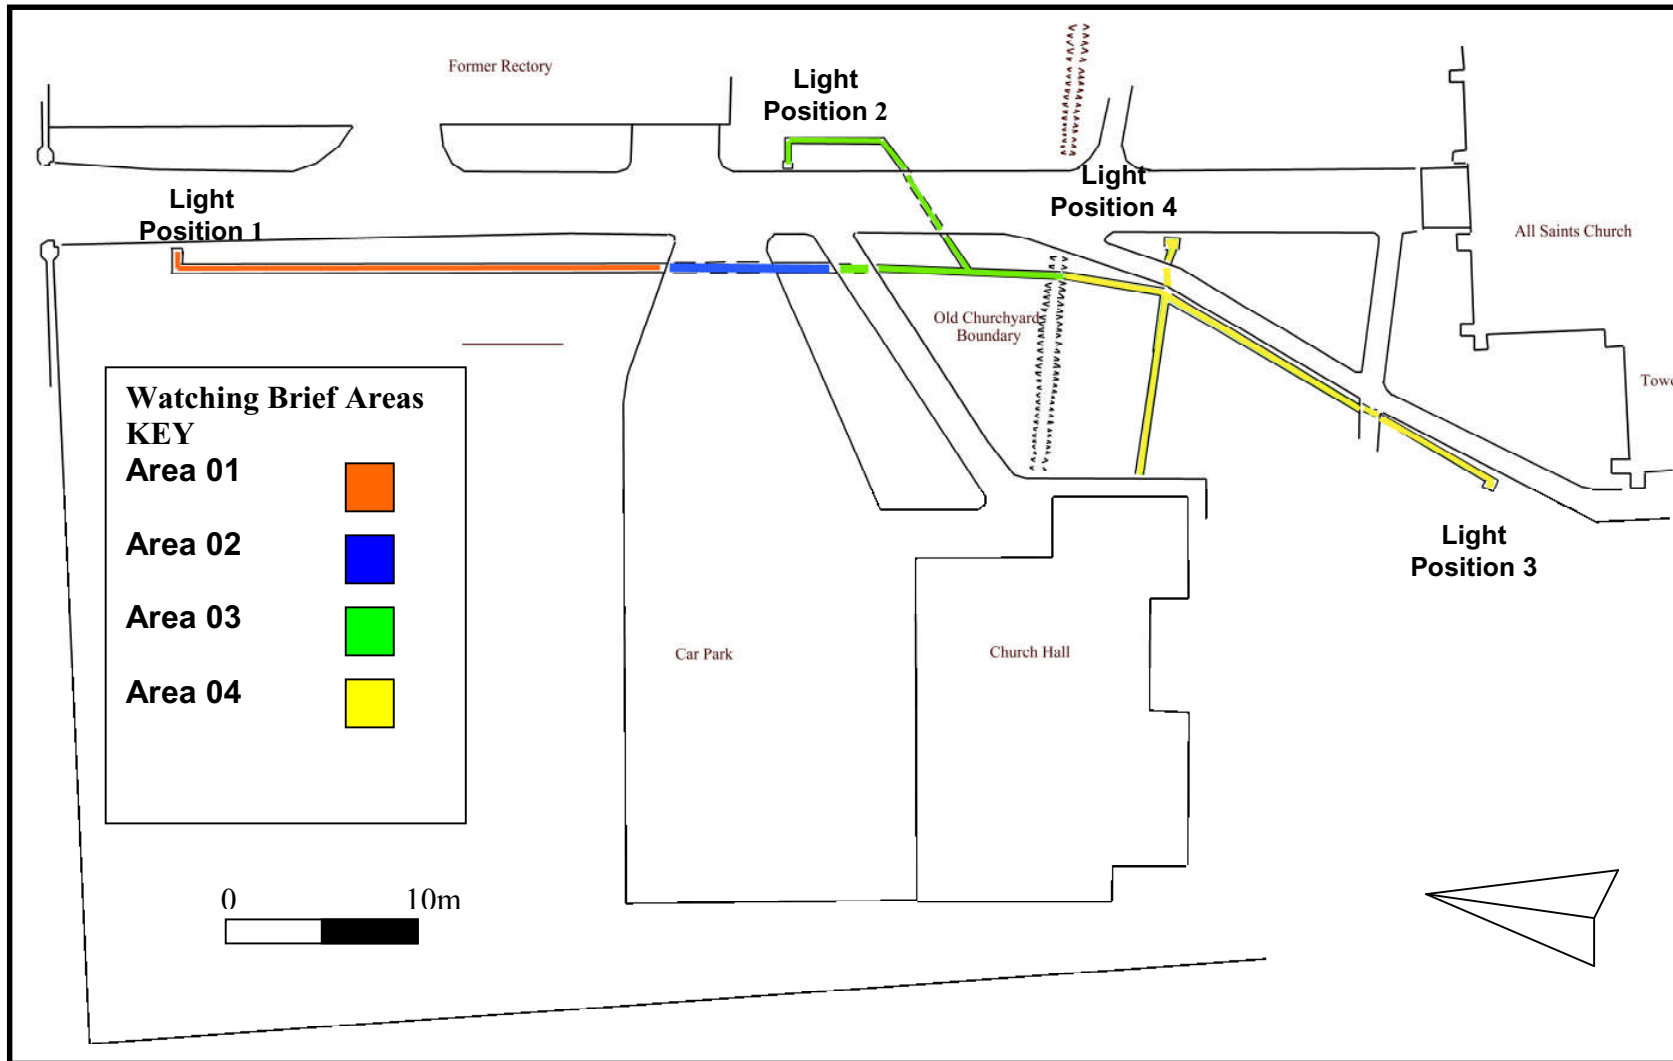 Former Rectory
Light
Position 2
Light
Position 1
Light
Position 4
All Saints Church
Old Churchyard
Boundary
Towe
Watching Brief Areas
KEY
Area 01
Area 02
Area 03
Area 04
Light
Position 3
Car Park
Church Hall
0 10m